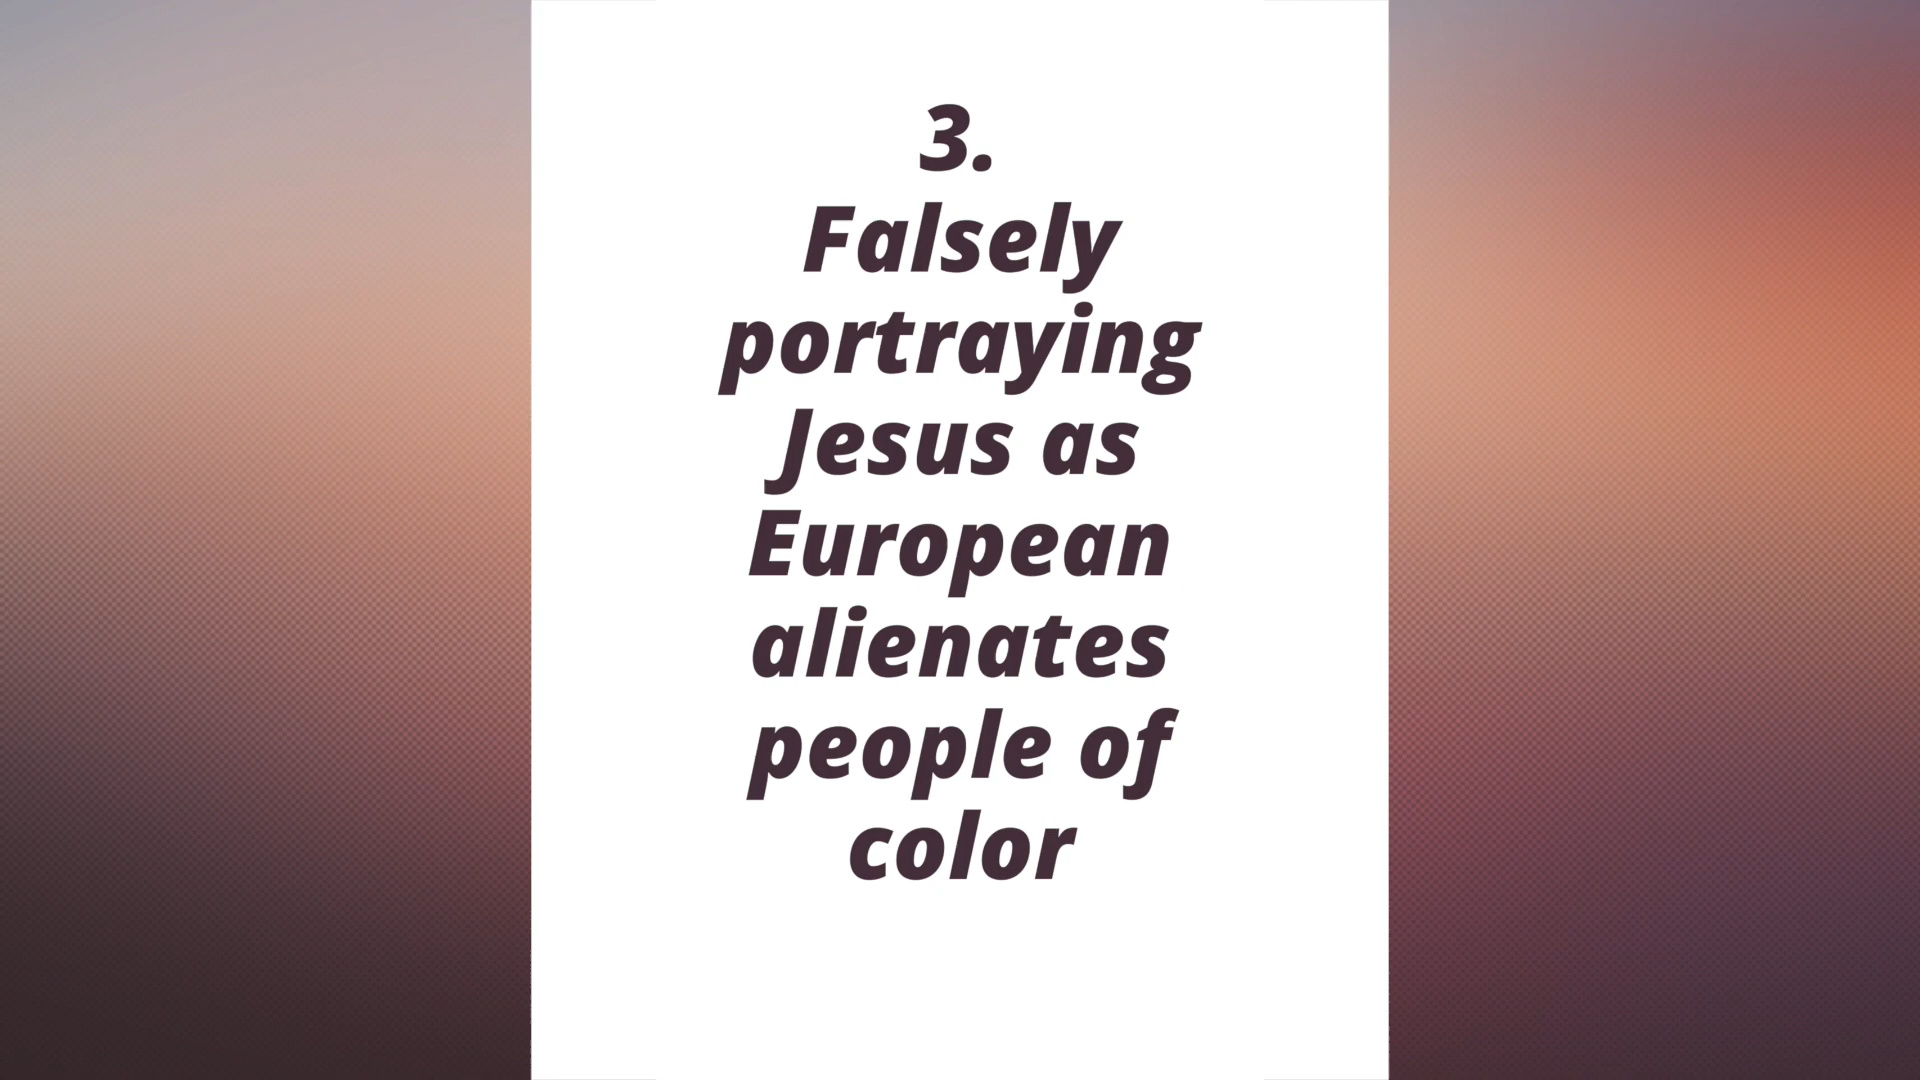 3.
Falsely
portraying
Jesus as
European
alienates
people of
color